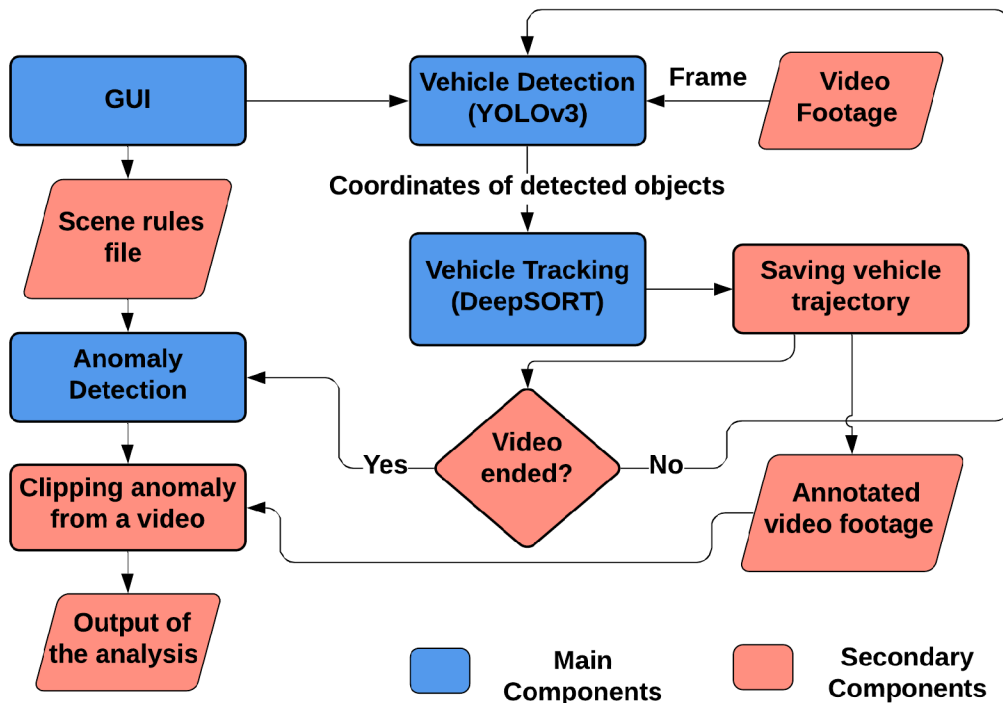 GUI
Vehicle Detection
(YOLOv3)
Frame
Video
Footage
Coordinates of detected objects
Scene rules
file
Vehicle Tracking
(DeepSORT)
Saving vehicle
trajectory
Anomaly
Detection
Yes
Video
ended?
No
Clipping anomaly
from a video
Annotated
video footage
Output of
the analysis
Main
Components
Secondary
Components